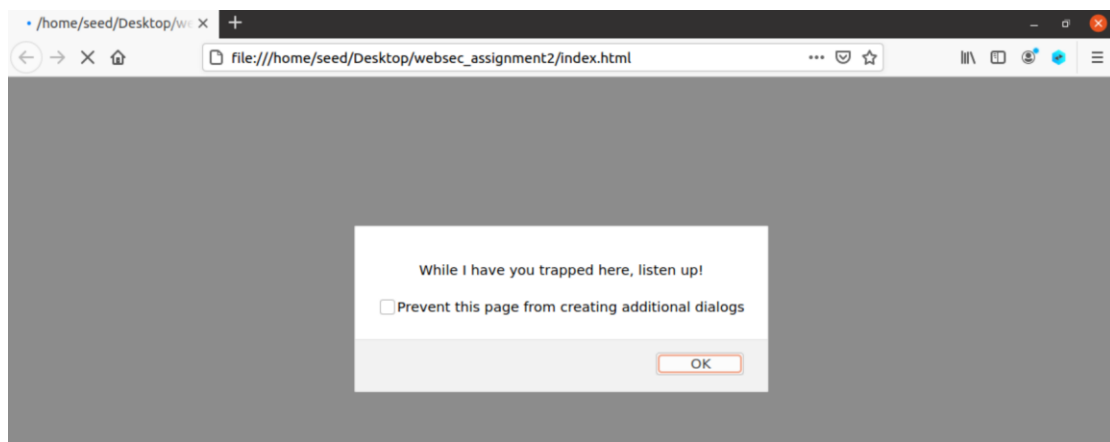 • /home/seed/Desktop/we
file:///home/seed/Desktop/websec_assignment2/index.html
While I have you trapped here, listen up!
Prevent this page from creating additional dialogs
OK